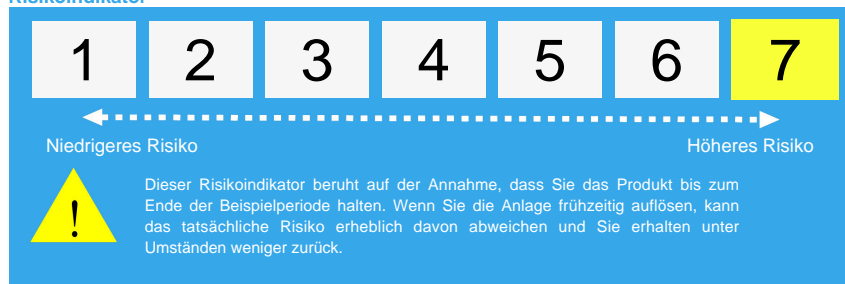 Risikoindikator
1 2 3 4 5 6 7
Niedrigeres Risiko Höheres Risiko
!
Dieser Risikoindikator beruht auf der Annahme, dass Sie das Produkt bis zum
Ende der Beispielperiode halten. Wenn Sie die Anlage frühzeitig auflösen, kann
das tatsächliche Risiko erheblich davon abweichen und Sie erhalten unter
Umständen weniger zurück.